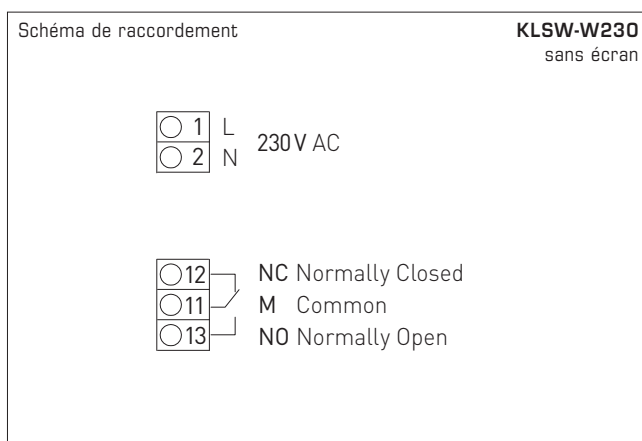 Schéma de raccordement KLSW-W230
sans écran
1 L
230 V AC
2 N
12 NC Normally Closed
11 M Common
13 NO Normally Open